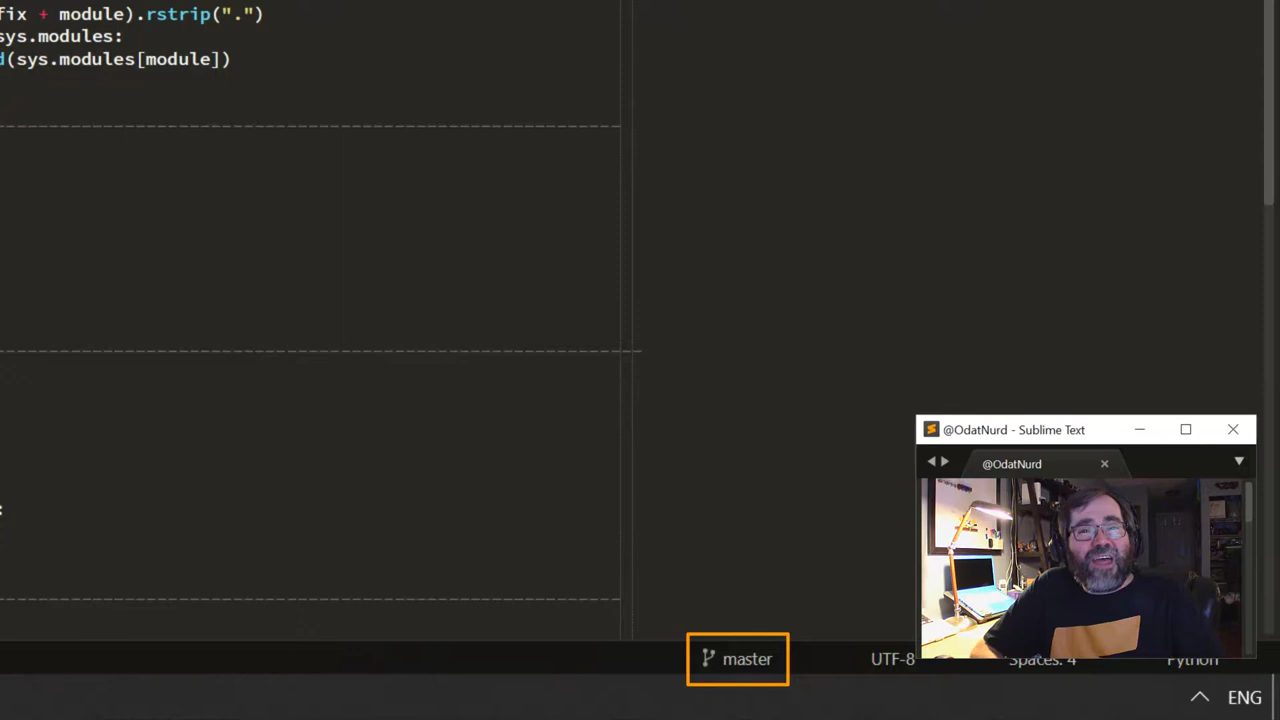 fix + module).rstrip(".")
sys.modules:
d(sys.modules[module])
:
@OdatNurd - Sublime Text
@OdatNurd
master
UTF-8
Spaces: 4
Python
ENG